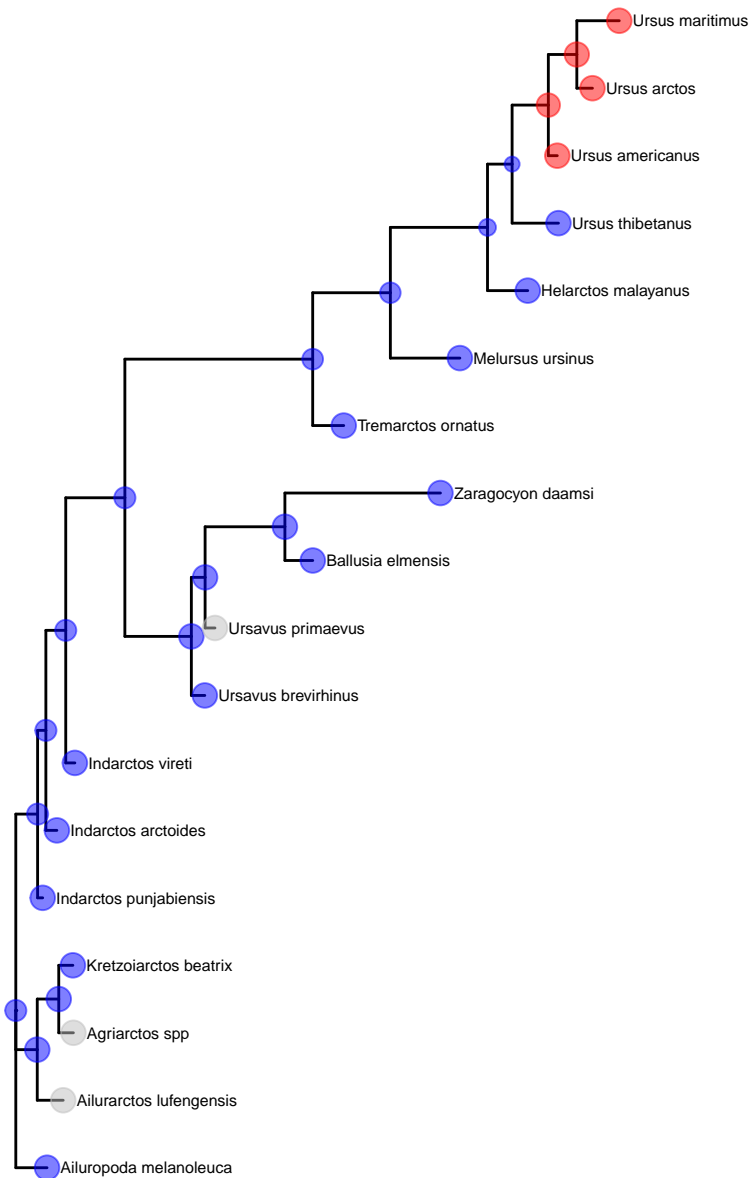 Ursus maritimus
Ursus arctos
Ursus americanus
Ursus thibetanus
Helarctos malayanus
Melursus ursinus
Tremarctos ornatus
Zaragocyon daamsi
Ballusia elmensis
Ursavus primaevus
Ursavus brevirhinus
Indarctos vireti
Indarctos arctoides
Indarctos punjabiensis
Kretzoiarctos beatrix
Agriarctos spp
Ailurarctos lufengensis
Ailuropoda melanoleuca